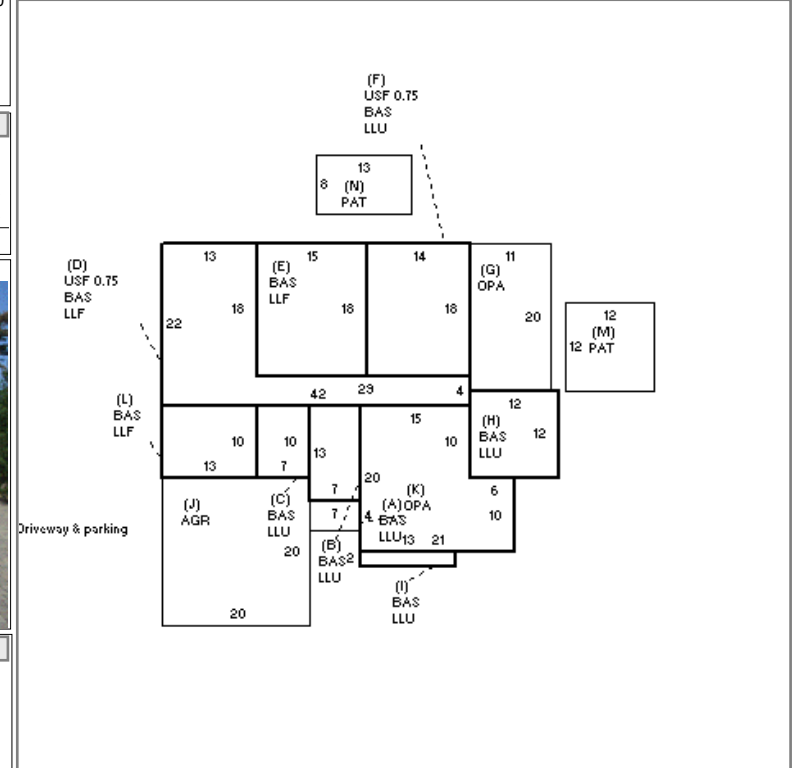 (F)
USF 0.75
BAS
LLU
13
8
(N)
PAT
(D)
USF 0.75
BAS
LLF
13
22
18
(E)
BAS
LLF
15
18
14
18
(G)
OPA
11
20
12
(M)
12
PAT
42
29
4
(L)
BAS
LLF
10
13
10
7
13
7
15
10
20
(H)
BAS
LLU
12
12
(J)
AGR
20
20
(C)
BAS
LLU
7
4
(K)
OPA
(A)
BAS
LLU
13
21
6
10
Driveway & parking
(B)
BAS
LLU
2
(I)
BAS
LLU